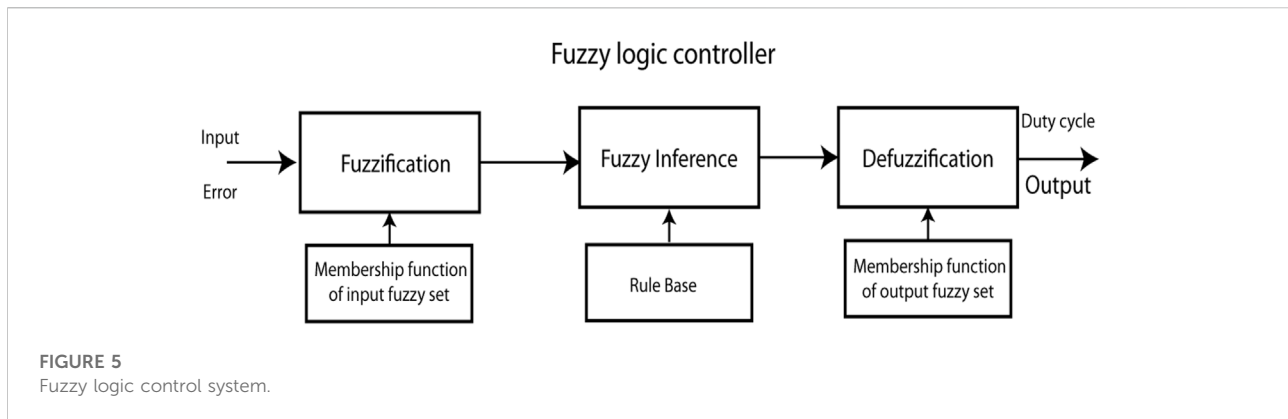 Fuzzy logic controller
Input
Error
Fuzzification
Fuzzy Inference
Defuzzification
Duty cycle
Output
Membership function
of input fuzzy set
Rule Base
Membership function
of output fuzzy set
FIGURE 5
Fuzzy logic control system.